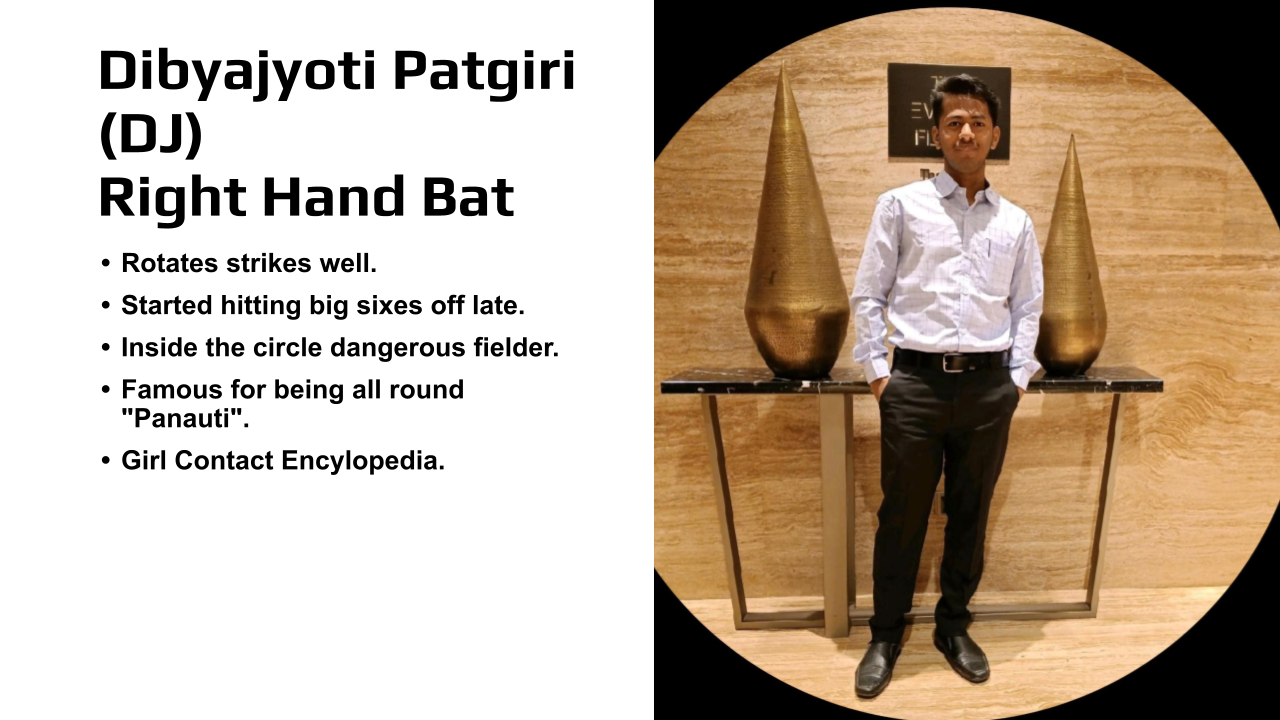 Dibyajyoti Patgiri
(DJ)
Right Hand Bat
• Rotates strikes well.
• Started hitting big sixes off late.
• Inside the circle dangerous fielder.
• Famous for being all round
"Panauti".
• Girl Contact Encylopedia.